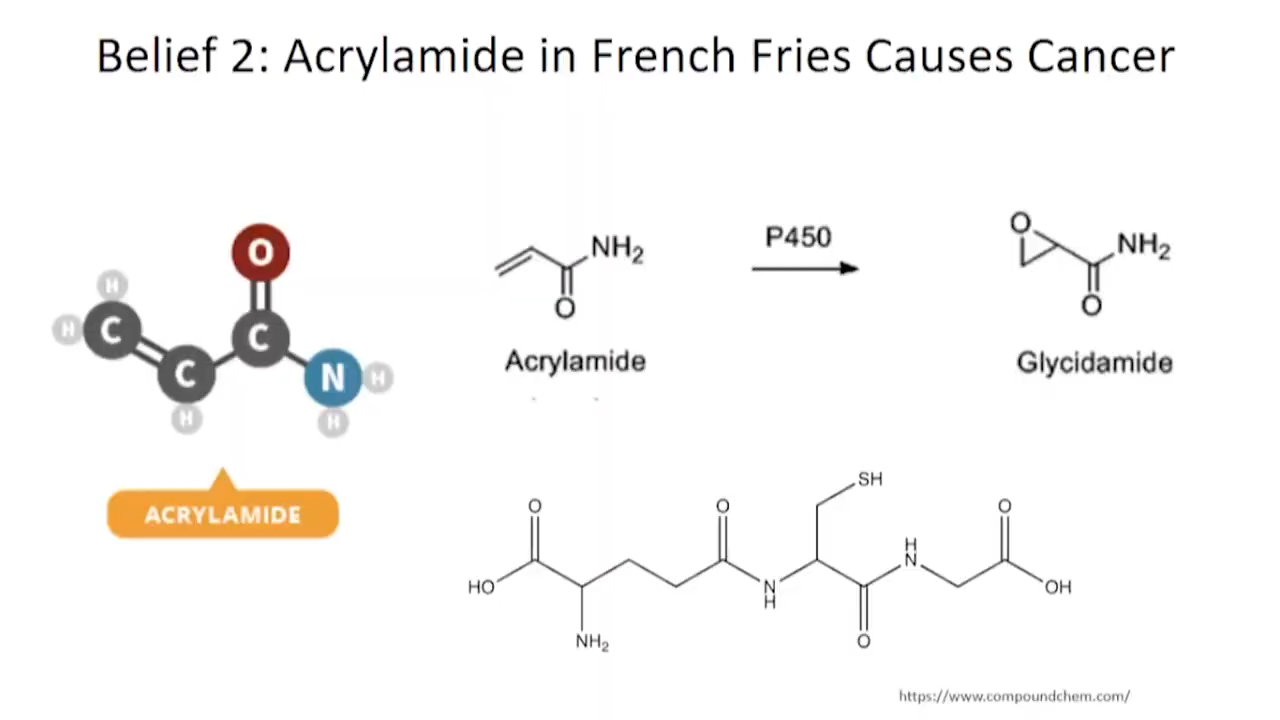 Belief 2: Acrylamide in French Fries Causes Cancer
O
H
H
C
C
C
N
H
H
H
ACRYLAMIDE
NH2
O
Acrylamide
P450
O
NH2
O
Glycidamide
SH
O
O
O
HO
N
H
H
N
OH
NH2
O
https://www.compoundchem.com/